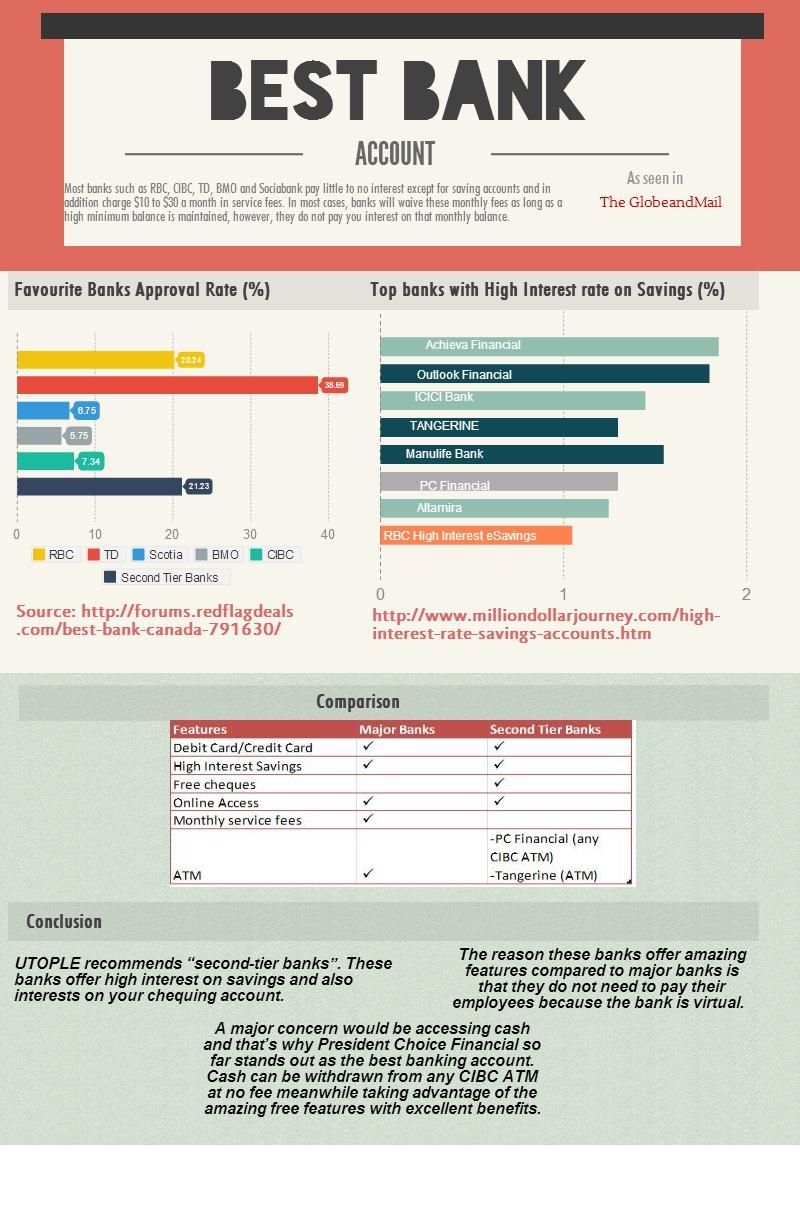 BEST BANK
ACCOUNT
Most banks such as RBC, CIBC, TD, BMO and Sociabank pay little to no interest except for saving accounts and in
addition charge $10 to $30 a month in service fees. In most cases, banks will waive these monthly fees as long as a
high minimum balance is maintained, however, they do not pay you interest on that monthly balance.
As seen in
The GlobeandMail
Favourite Banks Approval Rate (%)
20.24
38.69
6.75
5.75
7.34
21.23
0 10 20 30 40
RBC TD Scotia BMO CIBC
Second Tier Banks
Source: http://forums.redflagdeals
.com/best-bank-canada-791630/
Top banks with High Interest rate on Savings (%)
Achieva Financial
Outlook Financial
ICICI Bank
TANGERINE
Manulife Bank
PC Financial
Altamira
RBC High Interest eSavings
0 1 2
http://www.milliondollarjourney.com/high-
interest-rate-savings-accounts.htm
Comparison
Features Major Banks Second Tier Banks
Debit Card/Credit Card ✓ ✓
High Interest Savings ✓ ✓
Free cheques ✓
Online Access ✓ ✓
Monthly service fees ✓
-PC Financial (any
CIBC ATM)
ATM ✓ -Tangerine (ATM)
Conclusion
UTOPLE recommends “second-tier banks”. These
banks offer high interest on savings and also
interests on your chequing account.
The reason these banks offer amazing
features compared to major banks is
that they do not need to pay their
employees because the bank is virtual.
A major concern would be accessing cash
and that's why President Choice Financial so
far stands out as the best banking account.
Cash can be withdrawn from any CIBC ATM
at no fee meanwhile taking advantage of the
amazing free features with excellent benefits.